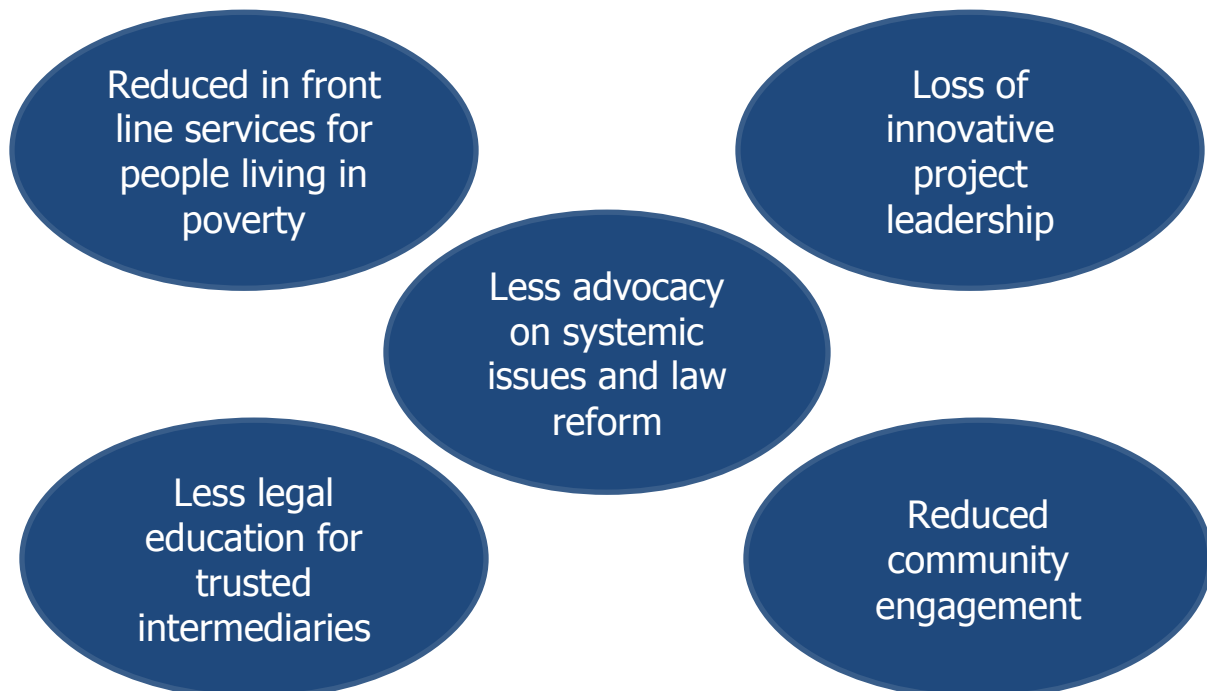 Reduced in front
line services for
people living in
poverty
Loss of
innovative
project
leadership
Less advocacy
on systemic
issues and law
reform
Less legal
education for
trusted
intermediaries
Reduced
community
engagement